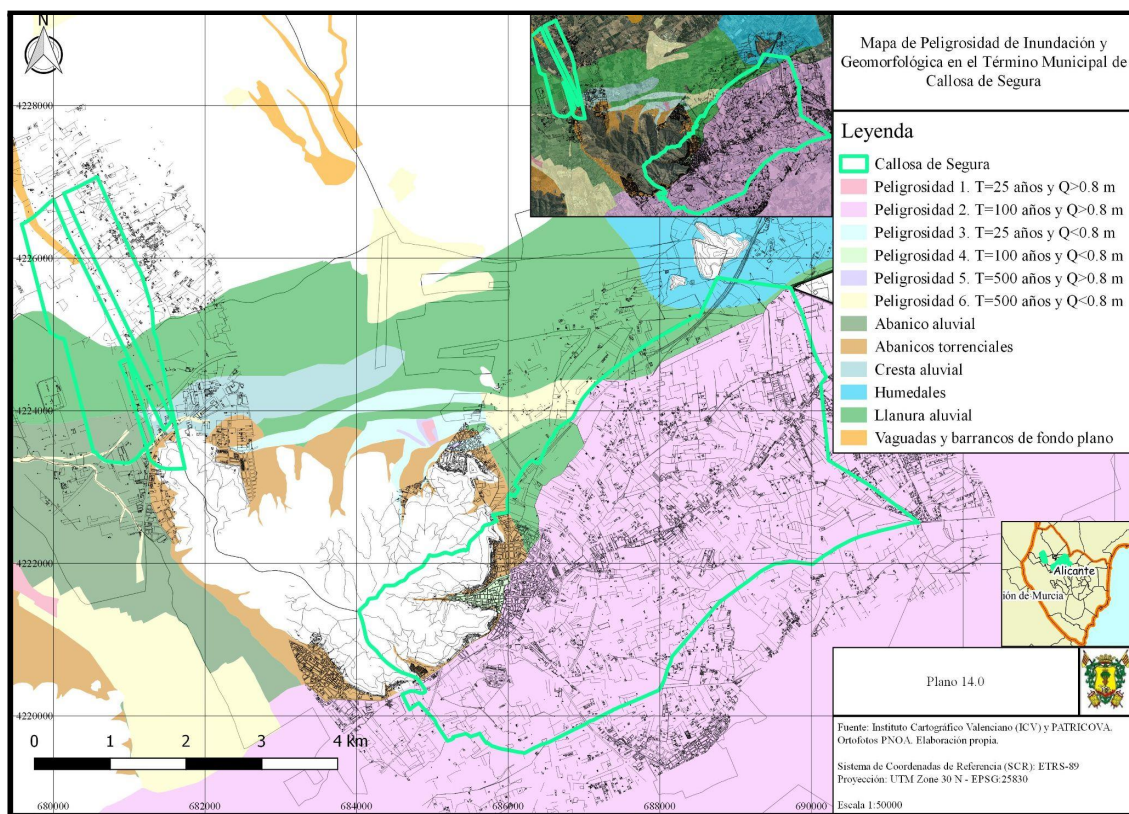 N
Mapa de Peligrosidad de Inundación y
Geomorfológica en el Término Municipal de
Callosa de Segura
Leyenda
Callosa de Segura
Peligrosidad 1. T=25 años y Q>0.8 m
Peligrosidad 2. T=100 años y Q>0.8 m
Peligrosidad 3. T=25 años y Q<0.8 m
Peligrosidad 4. T=100 años y Q<0.8 m
Peligrosidad 5. T=500 años y Q>0.8 m
Peligrosidad 6. T=500 años y Q<0.8 m
Abanico aluvial
Abanicos torrenciales
Cresta aluvial
Humedales
Llanura aluvial
Vaguadas y barrancos de fondo plano
4228000
4226000
4224000
4222000
4220000
Alicante
ión de Murcia
Plano 14.0
Fuente: Instituto Cartográfico Valenciano (ICV) y PATRICOVA.
Ortofotos PNOA. Elaboración propia.
Sistema de Coordenadas de Referencia (SCR): ETRS-89
Proyección: UTM Zone 30 N - EPSG:25830
Escala 1:50000
0 1 2 3 4 km
680000 682000 684000 686000 688000 690000